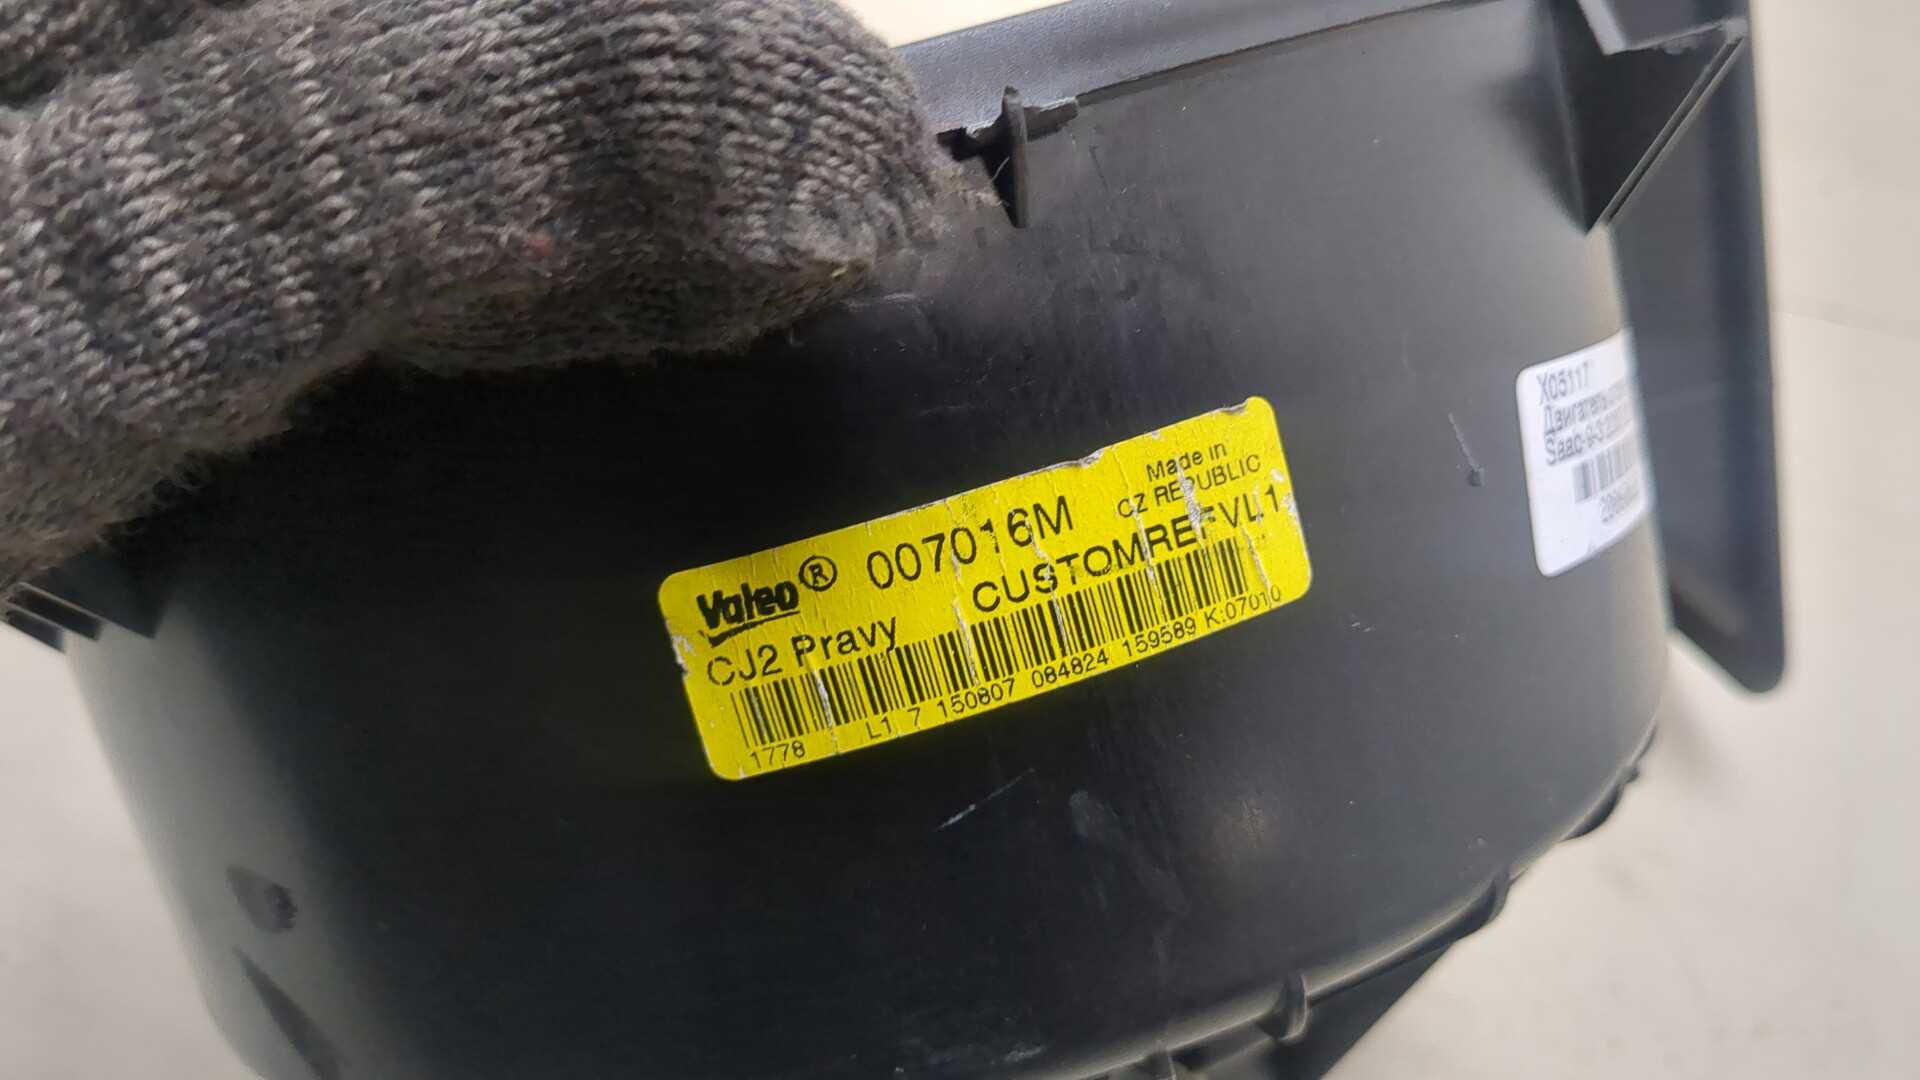 Valeo® 007016M
Made in
CZ REPUBLIC
CJ2 Pravy
CUSTOMREFVL1
1778 L1 7 150807 084824 159589 K:07010
X05117
Двигатель
Saac-9-3